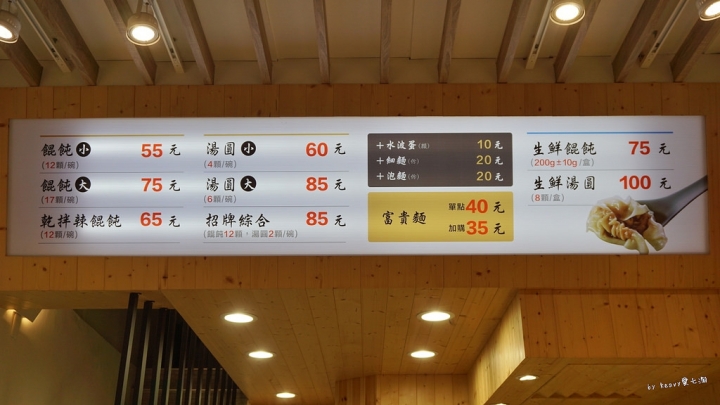 餛飩 小 55 元
(12顆/碗)
餛飩 大 75 元
(17顆/碗)
乾拌辣餛飩 65 元
(12顆/碗)
湯圓 小 60 元
(4顆/碗)
湯圓 大 85 元
(6顆/碗)
招牌綜合 85 元
(餛飩12顆，湯圓2顆/碗)
＋水波蛋(顆) 10 元
＋細麵(件) 20 元
＋泡麵(件) 20 元
富貴麵
單點 40 元
加購 35 元
生鮮餛飩 75 元
(200g±10g /盒)
生鮮湯圓 100 元
(8顆/盒)